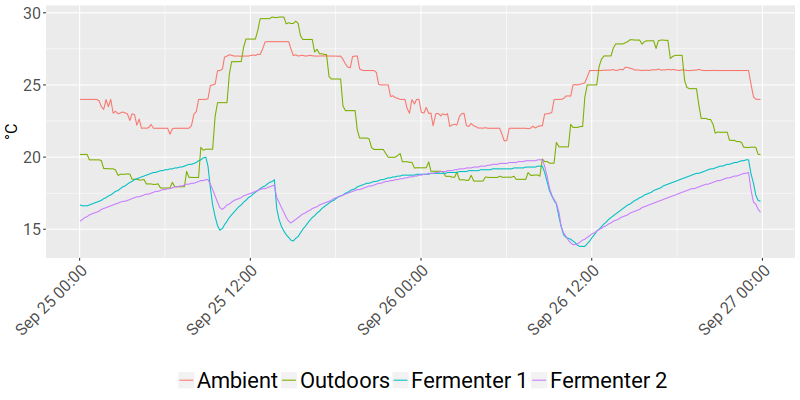 30
25
20
15
°C
Sep 25 00:00
Sep 25 12:00
Sep 26 00:00
Sep 26 12:00
Sep 27 00:00
Ambient Outdoors Fermenter 1 Fermenter 2